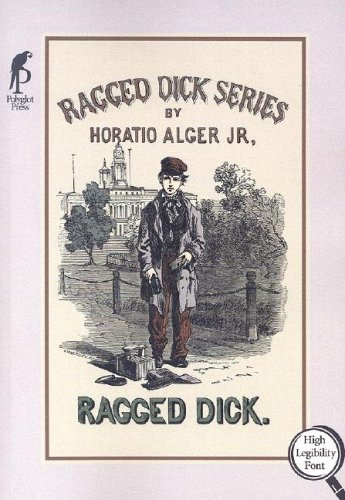 Polyglot
Press
RAGGED DICK SERIES
BY
HORATIO ALGER JR,
RAGGED DICK.
High
Legibility
Font